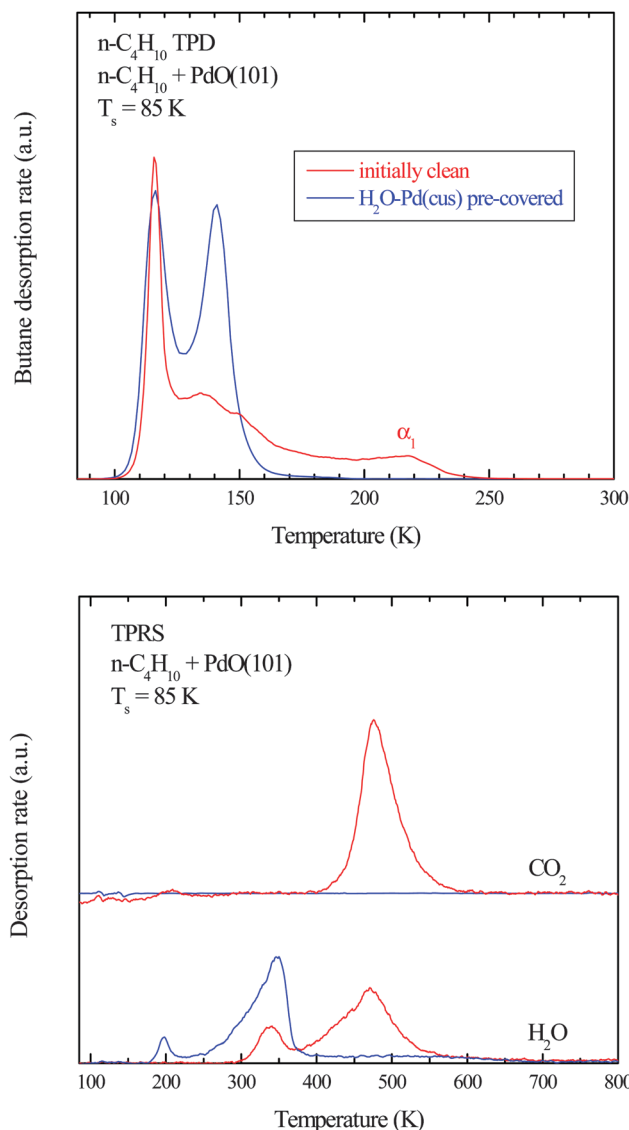 n-C₄H₁₀ TPD
n-C₄H₁₀ + PdO(101)
Tₛ = 85 K
initially clean
H₂O-Pd(cus) pre-covered
Butane desorption rate (a.u.)
α₁
100 150 200 250 300
Temperature (K)
TPRS
n-C₄H₁₀ + PdO(101)
Tₛ = 85 K
Desorption rate (a.u.)
CO₂
H₂O
100 200 300 400 500 600 700 800
Temperature (K)